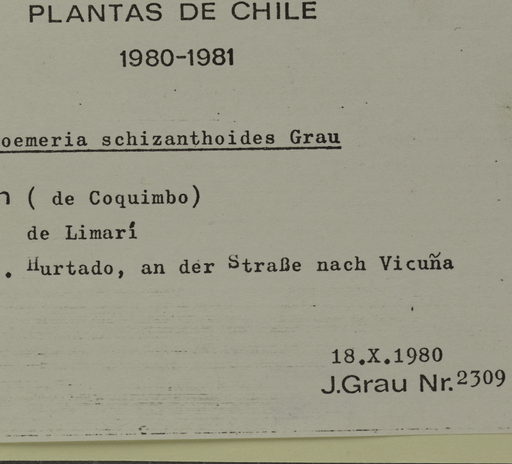 PLANTAS DE CHILE
1980-1981
oemeria schizanthoides Grau
( de Coquimbo)
de Limarí
. Hurtado, an der Straße nach Vicuña
18.X.1980
J.Grau Nr.2309